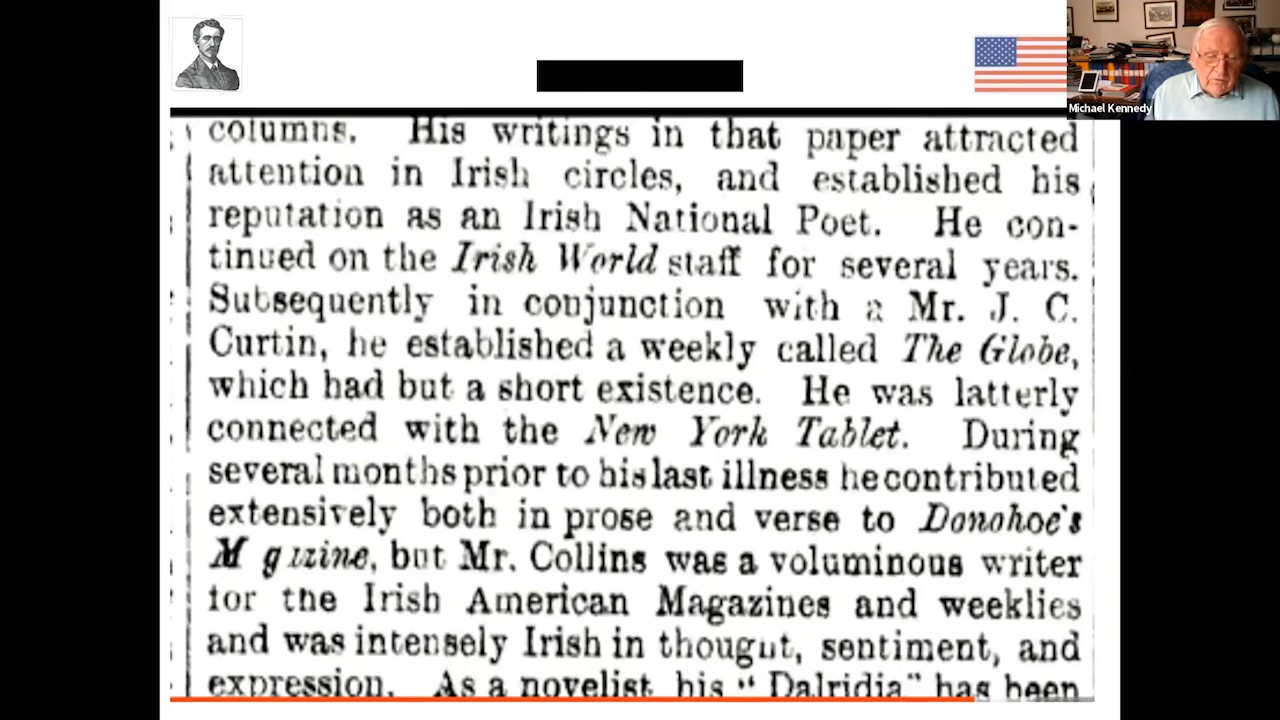 Michael Kennedy
columns. His writings in that paper attracted
attention in Irish circles, and established his
reputation as an Irish National Poet. He con-
tinued on the Irish World staff for several years.
Subsequently in conjunction with a Mr. J. C.
Curtin, he established a weekly called The Globe,
which had but a short existence. He was latterly
connected with the New York Tablet. During
several months prior to his last illness he contributed
extensively both in prose and verse to Donohoe's
M g zine, but Mr. Collins was a voluminous writer
for the Irish American Magazines and weeklies
and was intensely Irish in thought, sentiment, and
expression. As a novelist his "Dalridia" has been